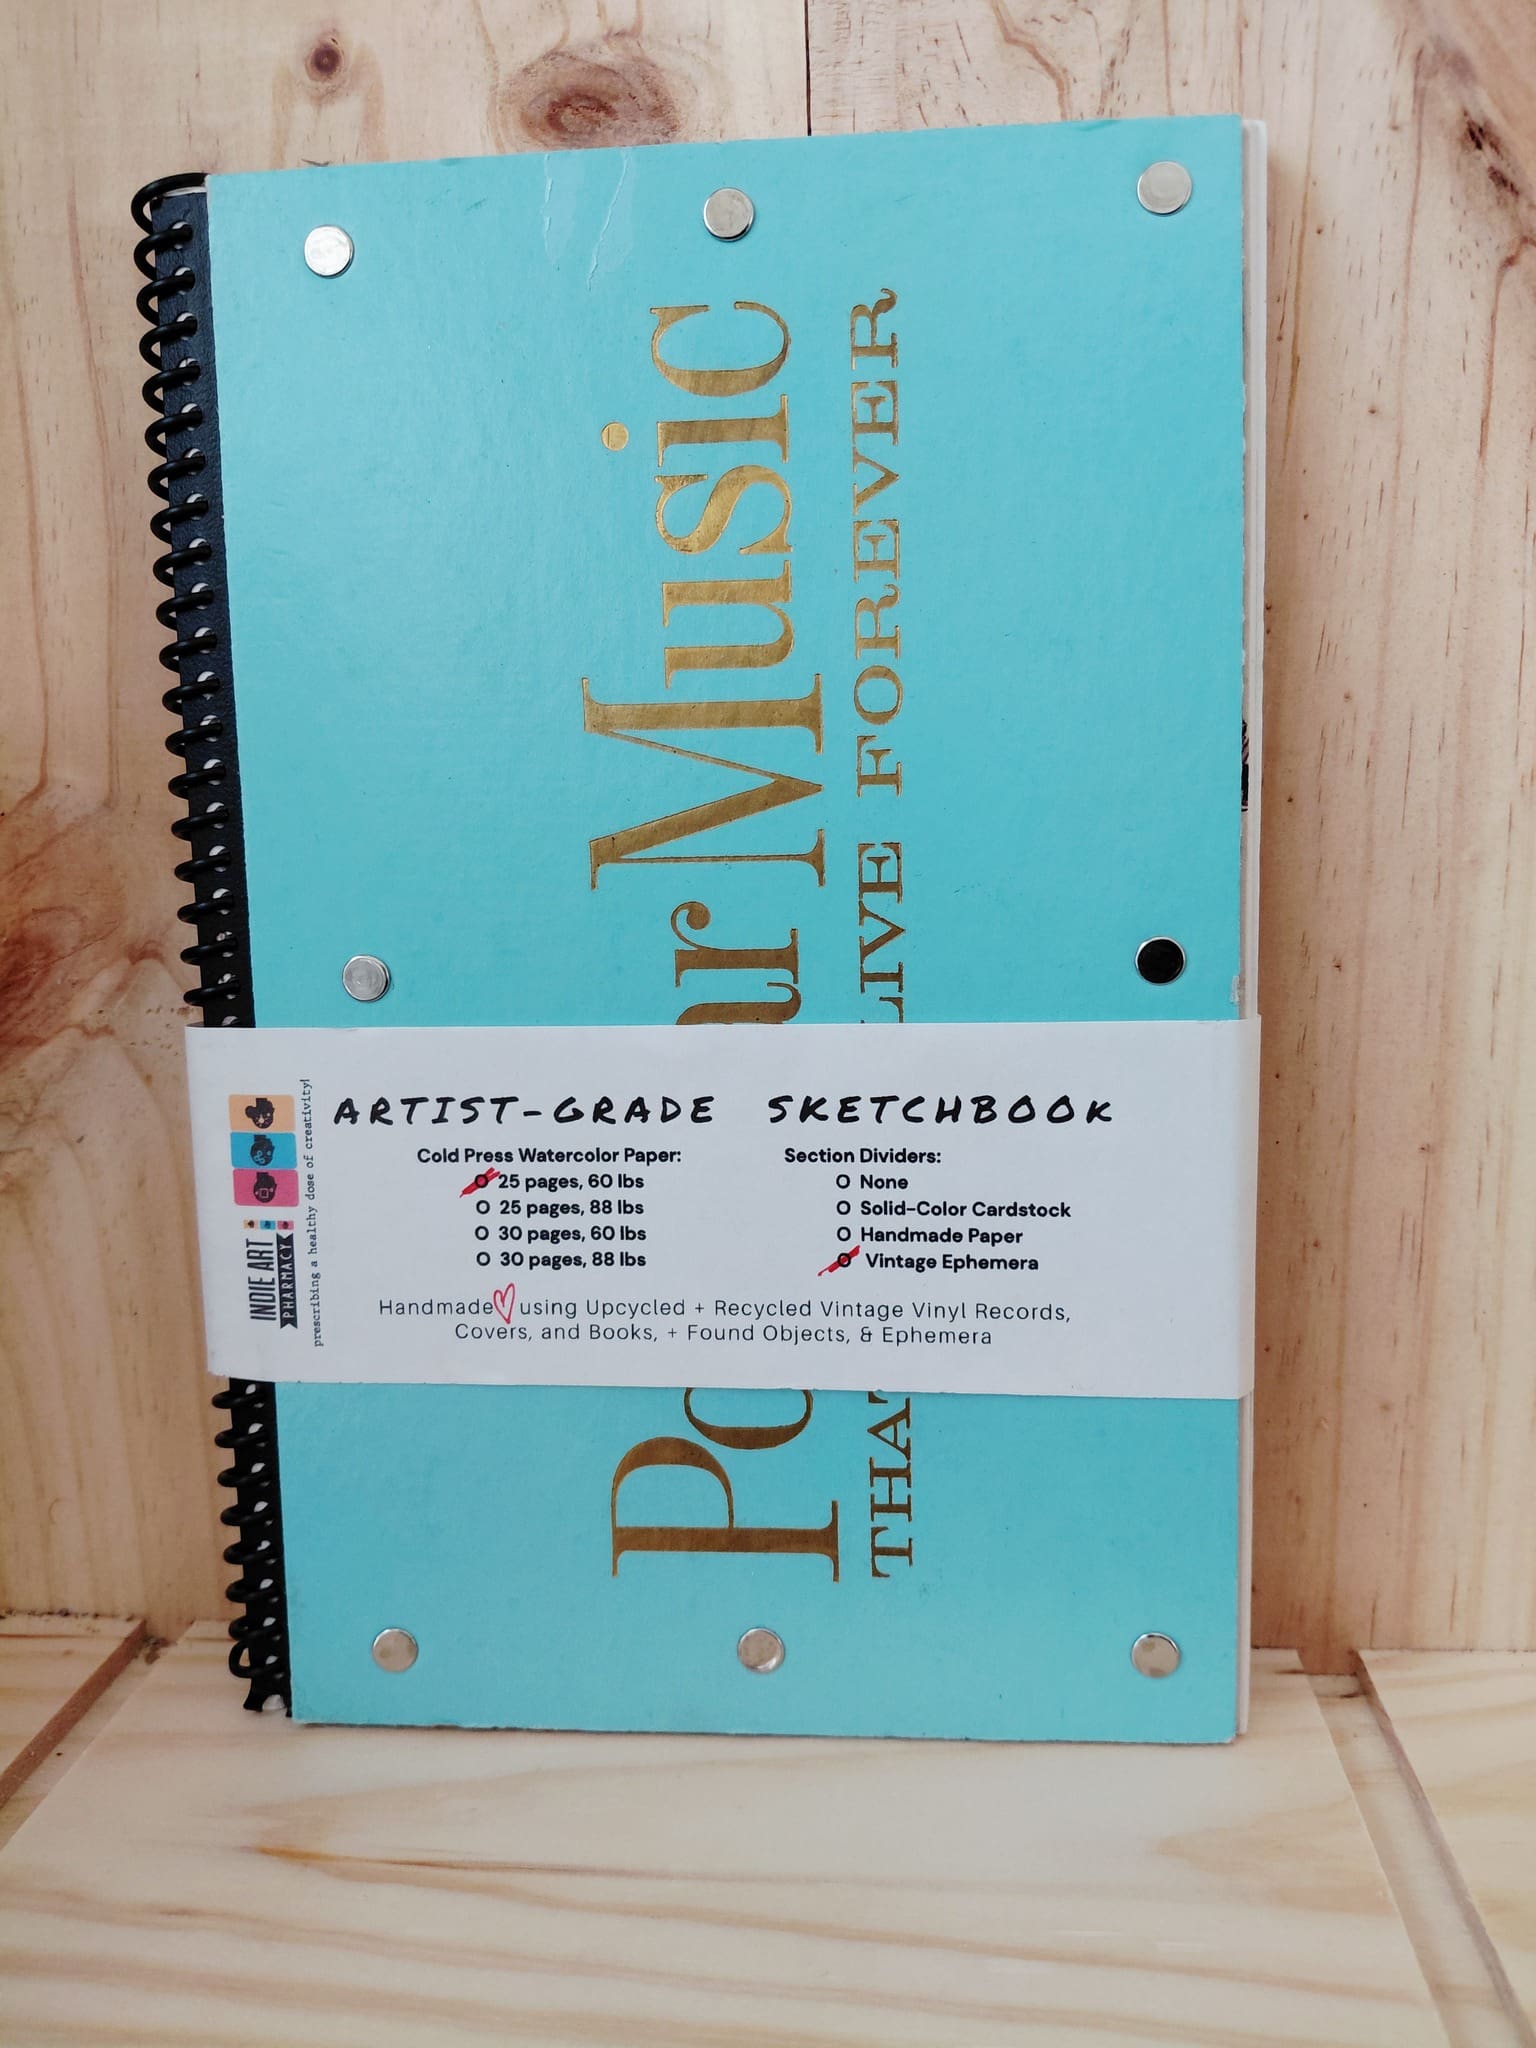 ar Music
LIVE FOREVER
ARTIST-GRADE SKETCHBOOK
Cold Press Watercolor Paper:
O 25 pages, 60 lbs
O 25 pages, 88 lbs
O 30 pages, 60 lbs
O 30 pages, 88 lbs
Section Dividers:
O None
O Solid-Color Cardstock
O Handmade Paper
O Vintage Ephemera
Handmade using Upcycled + Recycled Vintage Vinyl Records,
Covers, and Books, + Found Objects, & Ephemera
INDIE ART
PHARMACY
prescribing a healthy dose of creativity!
Po
THAT